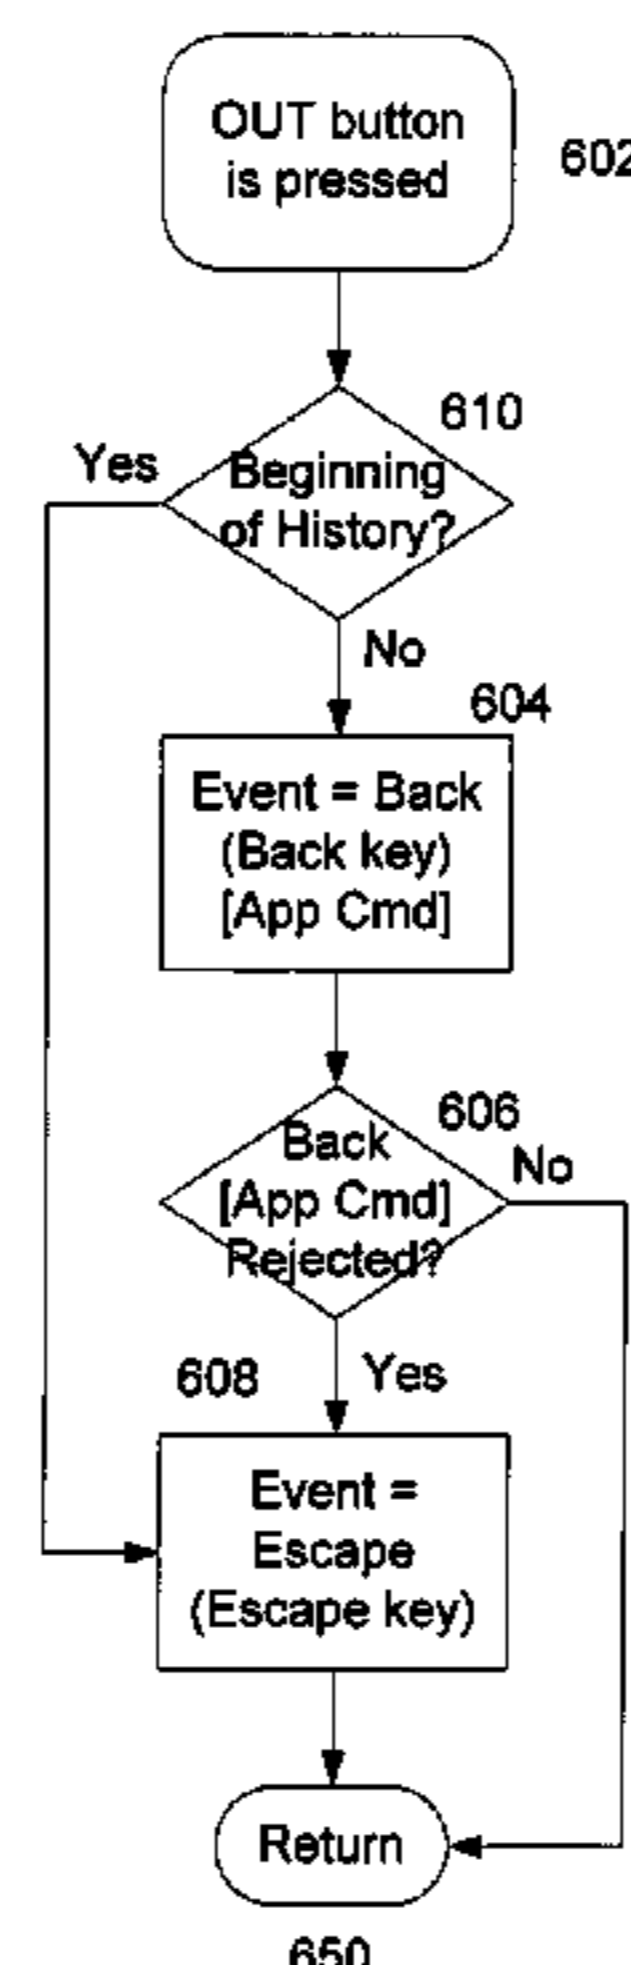 OUT button
is pressed
602
610
Yes
Beginning
of History?
No
604
Event = Back
(Back key)
[App Cmd]
606
Back
No
[App Cmd]
Rejected?
608
Yes
Event =
Escape
(Escape key)
Return
650